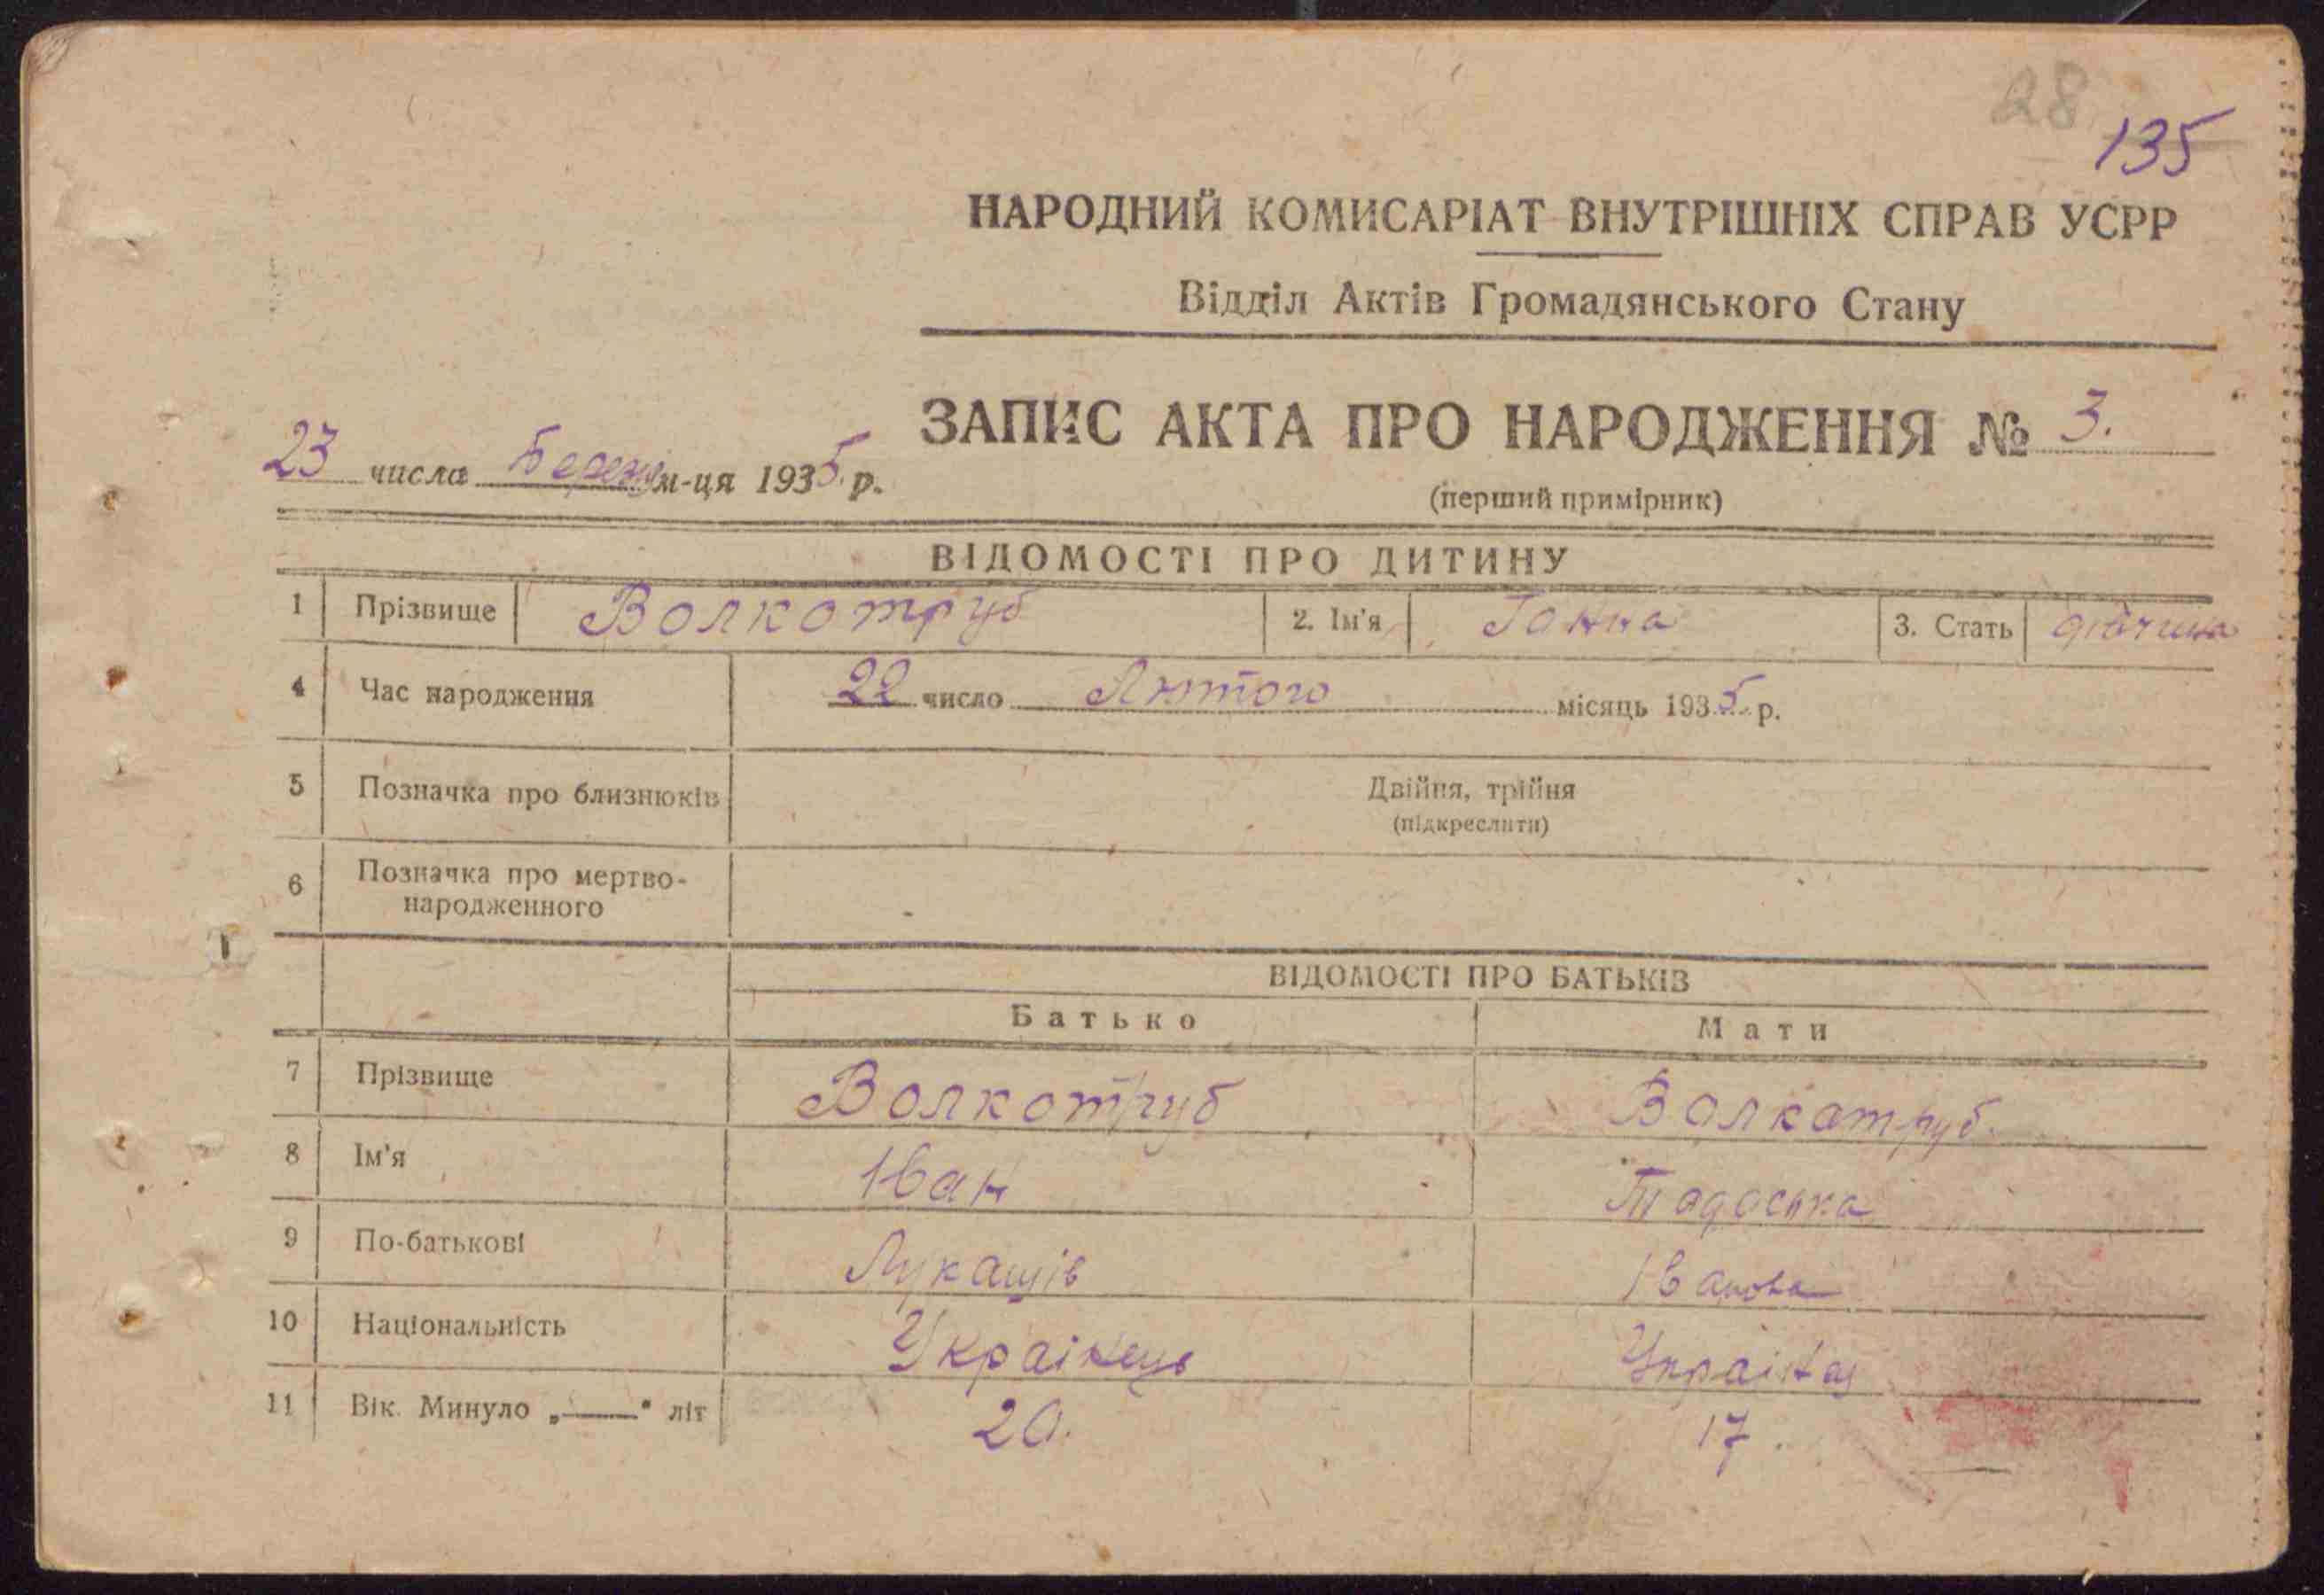 28
135
НАРОДНИЙ КОМИСАРІАТ ВНУТРІШНІХ СПРАВ УСРР
Відділ Актів Громадянського Стану
ЗАПИС АКТА ПРО НАРОДЖЕННЯ № 3.
23 числа Березня м-ця 1935 р.
(перший примірник)
ВІДОМОСТІ ПРО ДИТИНУ
1 Прізвище Волкотруб 2. Ім'я Ганна 3. Стать дівчина
4 Час народження 22 число Лютого місяць 1935 р.
5 Позначка про близнюків Двійня, трійня
(підкреслити)
6 Позначка про мертво-
народженного
ВІДОМОСТІ ПРО БАТЬКІВ
Батько Мати
7 Прізвище Волкотруб Волкатруб.
8 Ім'я Іван Тадоська
9 По-батькові Лукашів Іванова
10 Національність Українець
11 Вік. Минуло „——" літ 20. 17.